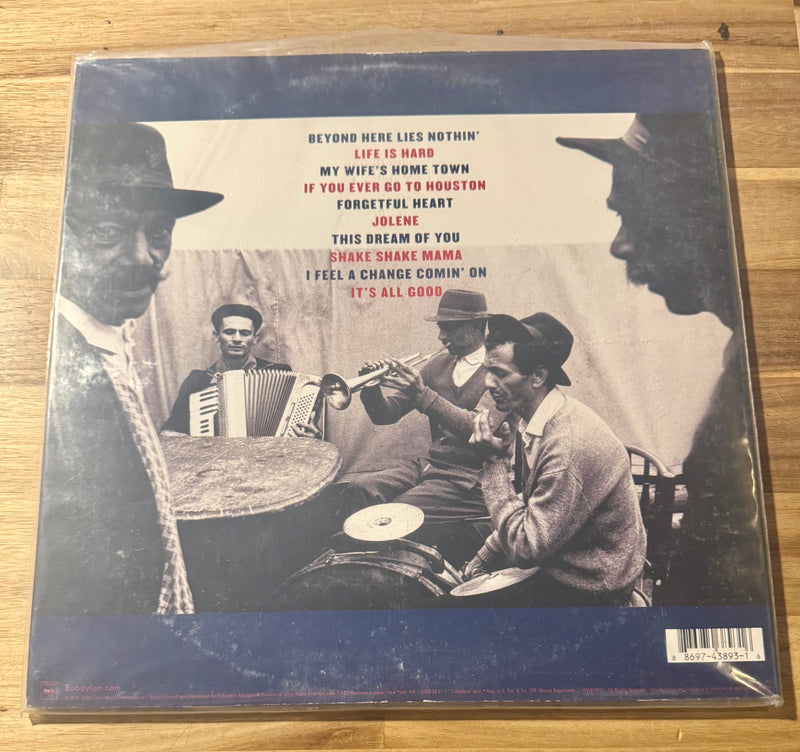 BEYOND HERE LIES NOTHIN'
LIFE IS HARD
MY WIFE'S HOME TOWN
IF YOU EVER GO TO HOUSTON
FORGETFUL HEART
JOLENE
THIS DREAM OF YOU
SHAKE SHAKE MAMA
I FEEL A CHANGE COMIN' ON
IT'S ALL GOOD
8 8697-43893-1 6
bobdylan.com